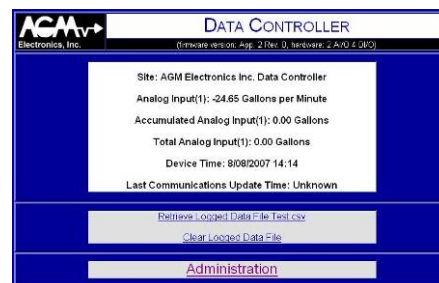 AGM
Electronics, Inc.
DATA CONTROLLER
(firmware version: App. 2 Rev. 0, hardware: 2 AI/O 4 DI/O)
Site: AGM Electronics Inc. Data Controller
Analog Input(1): -24.65 Gallons per Minute
Accumulated Analog Input(1): 0.00 Gallons
Total Analog Input(1): 0.00 Gallons
Device Time: 8/08/2007 14:14
Last Communications Update Time: Unknown
Retrieve Logged Data File Test.csv
Clear Logged Data File
Administration